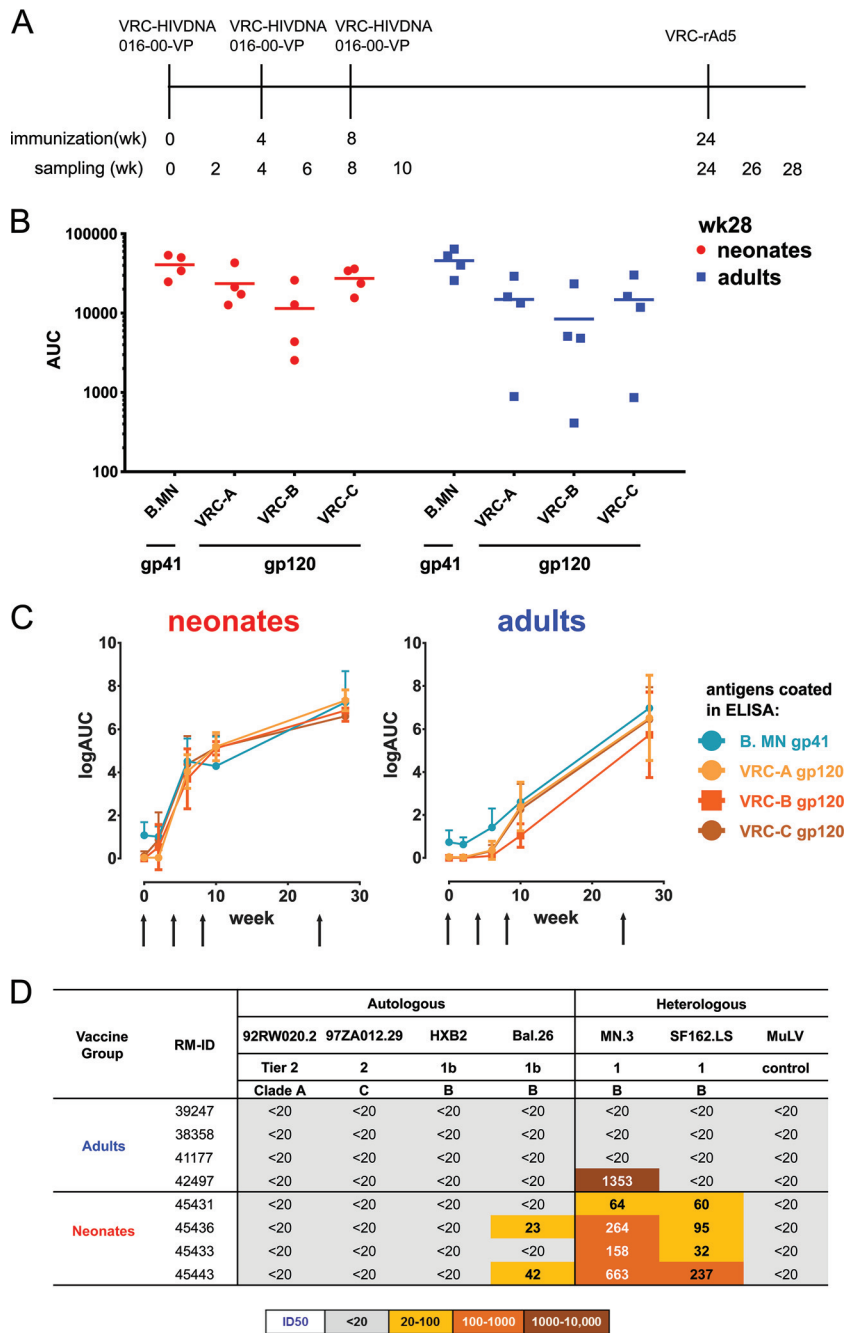 A
VRC-HIVDNA VRC-HIVDNA VRC-HIVDNA
016-00-VP 016-00-VP 016-00-VP
VRC-rAd5
immunization(wk) 0 4 8 24
sampling (wk) 0 2 4 6 8 10 24 26 28
B
wk28
neonates
adults
100000
10000
1000
100
AUC
B.MN VRC-A VRC-B VRC-C B.MN VRC-A VRC-B VRC-C
gp41 gp120 gp41 gp120
C
neonates adults
10 8 6 4 2 0
logAUC
0 10 20 30
week
10 8 6 4 2 0
logAUC
0 10 20 30
week
antigens coated
in ELISA:
B. MN gp41
VRC-A gp120
VRC-B gp120
VRC-C gp120
D
Vaccine Group RM-ID Autologous Heterologous
92RW020.2 97ZA012.29 HXB2 Bal.26 MN.3 SF162.LS MuLV
Tier 2 2 1b 1b 1 1 control
Clade A C B B B B
Adults
39247 <20 <20 <20 <20 <20 <20 <20
38358 <20 <20 <20 <20 <20 <20 <20
41177 <20 <20 <20 <20 <20 <20 <20
42497 <20 <20 <20 <20 1353 <20 <20
Neonates
45431 <20 <20 <20 <20 64 60 <20
45436 <20 <20 <20 23 264 95 <20
45433 <20 <20 <20 <20 158 32 <20
45443 <20 <20 <20 42 663 237 <20
ID50 <20 20-100 100-1000 1000-10,000